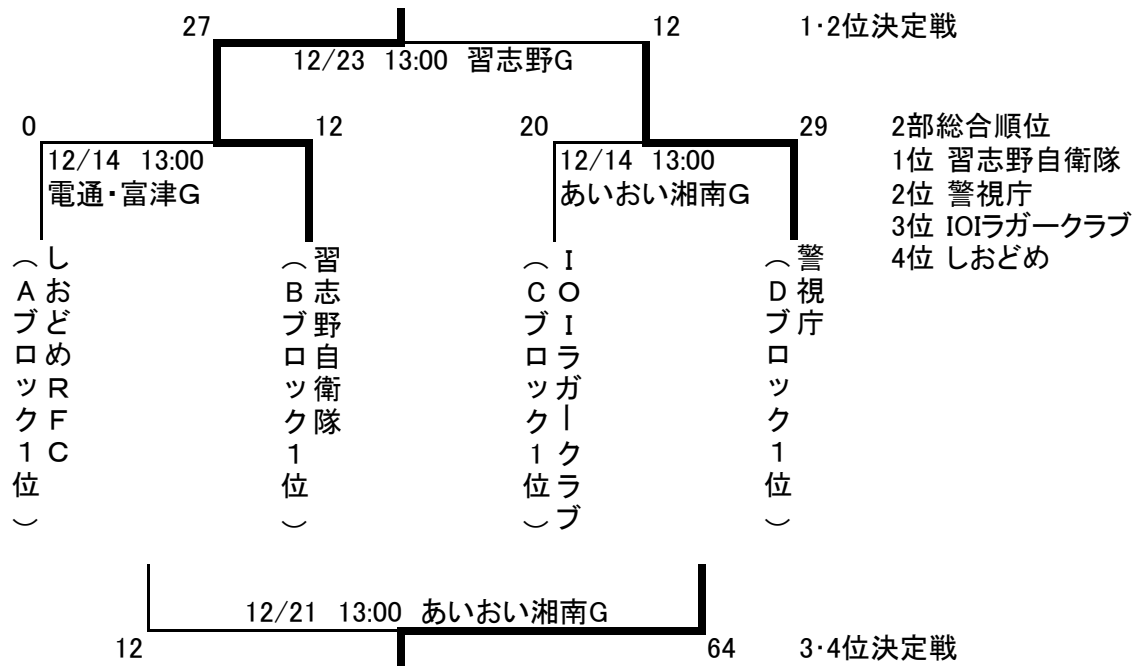 27
12
1・2位決定戦
12/23 13:00 習志野G
0
12
20
29
2部総合順位
12/14 13:00
電通・富津G
12/14 13:00
あいおい湘南G
1位 習志野自衛隊
2位 警視庁
3位 IOIラガークラブ
4位 しおどめ
しおどめRFC
（Aブロック1位）
習志野自衛隊
（Bブロック1位）
IOIラガークラブ
（Cブロック1位）
警視庁
（Dブロック1位）
12/21 13:00 あいおい湘南G
12
64
3・4位決定戦